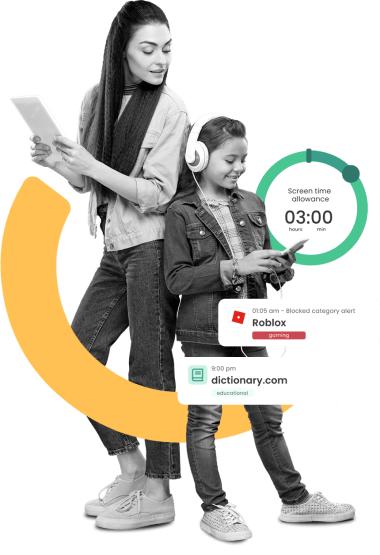 Screen time
allowance
03:00
hours min
01:05 am - Blocked category alert
Roblox
gaming
9:00 pm
dictionary.com
educational